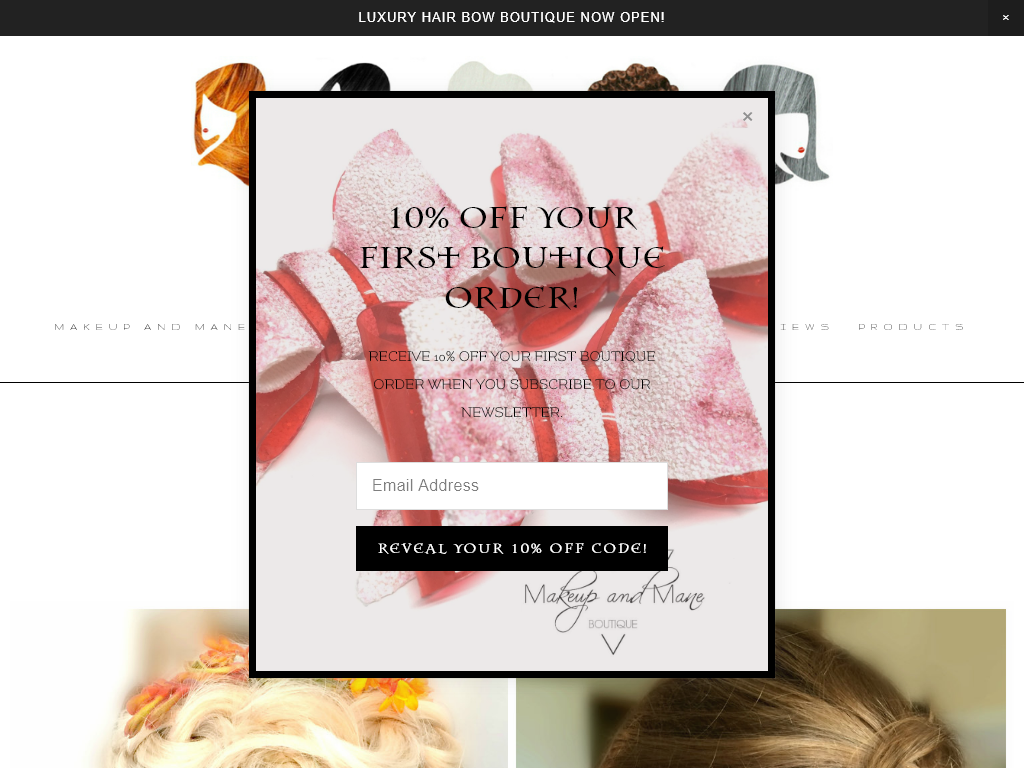 LUXURY HAIR BOW BOUTIQUE NOW OPEN!
10% OFF YOUR
FIRST BOUTIQUE
ORDER!
MAKEUP AND MANE
PRODUCTS
RECEIVE 10% OFF YOUR FIRST BOUTIQUE
ORDER WHEN YOU SUBSCRIBE TO OUR
NEWSLETTER.
Email Address
REVEAL YOUR 10% OFF CODE!
Makeup and Mane
BOUTIQUE